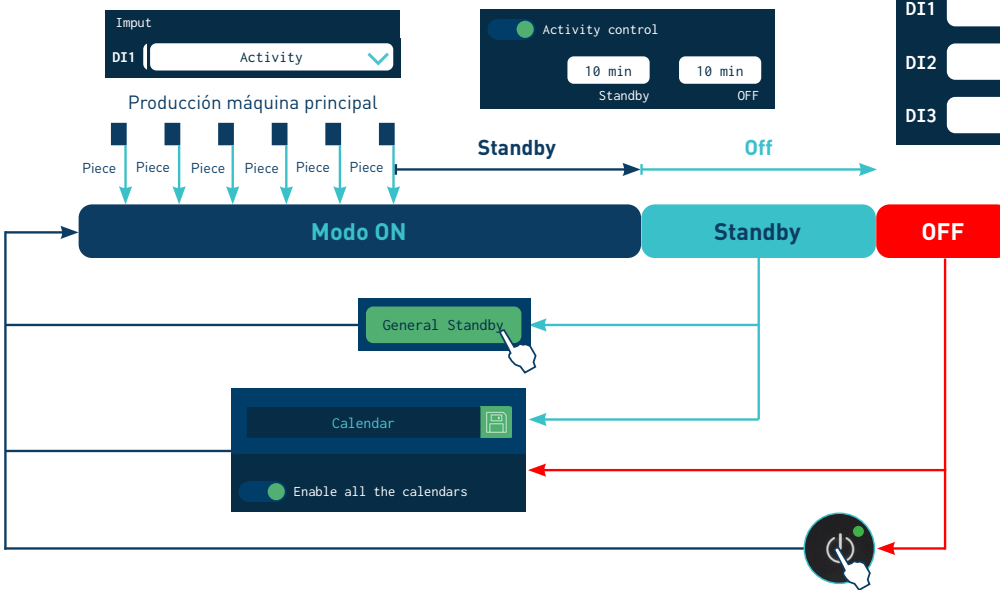 Imput
DI1
Activity
Activity control
10 min
10 min
Standby
OFF
DI1
DI2
DI3
Producción máquina principal
Piece
Piece
Piece
Piece
Piece
Piece
Standby
Off
Modo ON
Standby
OFF
General Standby
Calendar
Enable all the calendars